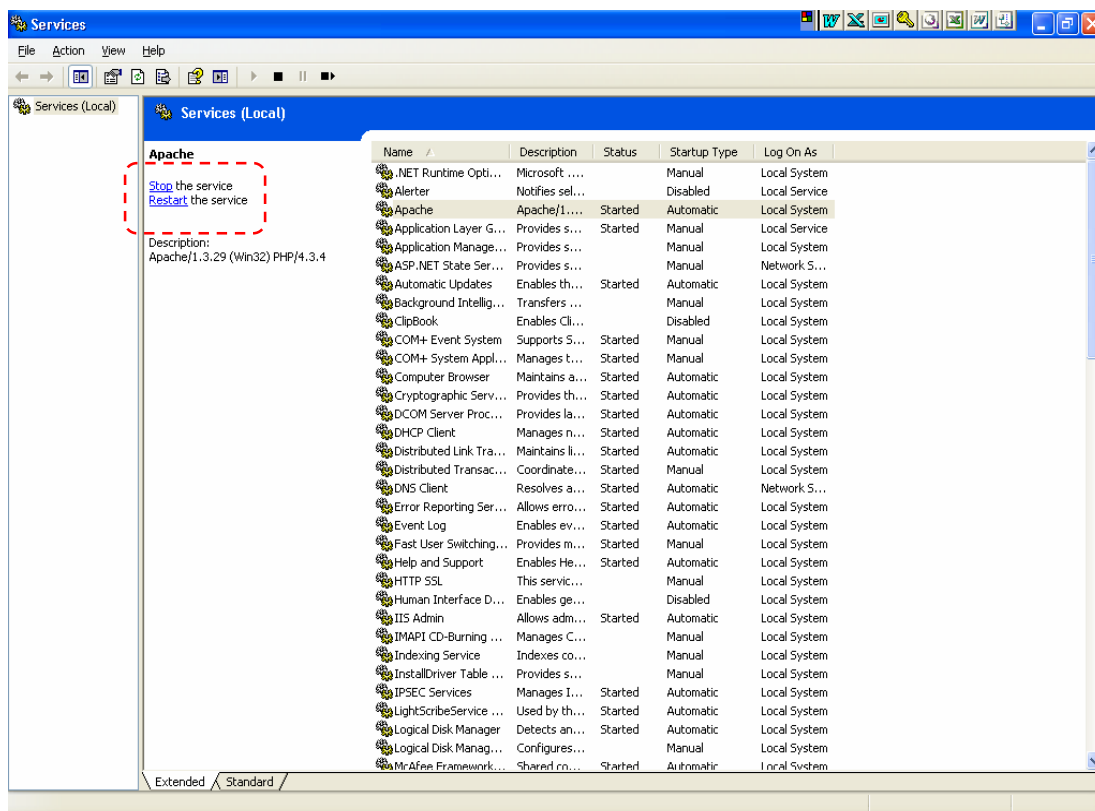 Services
File Action View Help
Services (Local)
Services (Local)
Apache
Stop the service
Restart the service
Description:
Apache/1.3.29 (Win32) PHP/4.3.4
Name Description Status Startup Type Log On As
.NET Runtime Opti... Microsoft .... Manual Local System
Alerter Notifies sel... Disabled Local Service
Apache Apache/1.... Started Automatic Local System
Application Layer G... Provides s... Started Manual Local Service
Application Manage... Provides s... Manual Local System
ASP.NET State Ser... Provides s... Manual Network S...
Automatic Updates Enables th... Started Automatic Local System
Background Intellig... Transfers ... Manual Local System
ClipBook Enables Cli... Disabled Local System
COM+ Event System Supports S... Started Manual Local System
COM+ System Appl... Manages t... Started Manual Local System
Computer Browser Maintains a... Started Automatic Local System
Cryptographic Serv... Provides th... Started Automatic Local System
DCOM Server Proc... Provides la... Started Automatic Local System
DHCP Client Manages n... Started Automatic Local System
Distributed Link Tra... Maintains li... Started Automatic Local System
Distributed Transac... Coordinate... Started Manual Local System
DNS Client Resolves a... Started Automatic Network S...
Error Reporting Ser... Allows erro... Started Automatic Local System
Event Log Enables ev... Started Automatic Local System
Fast User Switching... Provides m... Started Manual Local System
Help and Support Enables He... Started Automatic Local System
HTTP SSL This servic... Manual Local System
Human Interface D... Enables ge... Disabled Local System
IIS Admin Allows adm... Started Automatic Local System
IMAPI CD-Burning ... Manages C... Manual Local System
Indexing Service Indexes co... Manual Local System
InstallDriver Table ... Provides s... Manual Local System
IPSEC Services Manages I... Started Automatic Local System
LightScribeService ... Used by th... Started Automatic Local System
Logical Disk Manager Detects an... Started Automatic Local System
Logical Disk Manag... Configures... Manual Local System
McAfee Framework... Shared co... Started Automatic Local System
Extended Standard